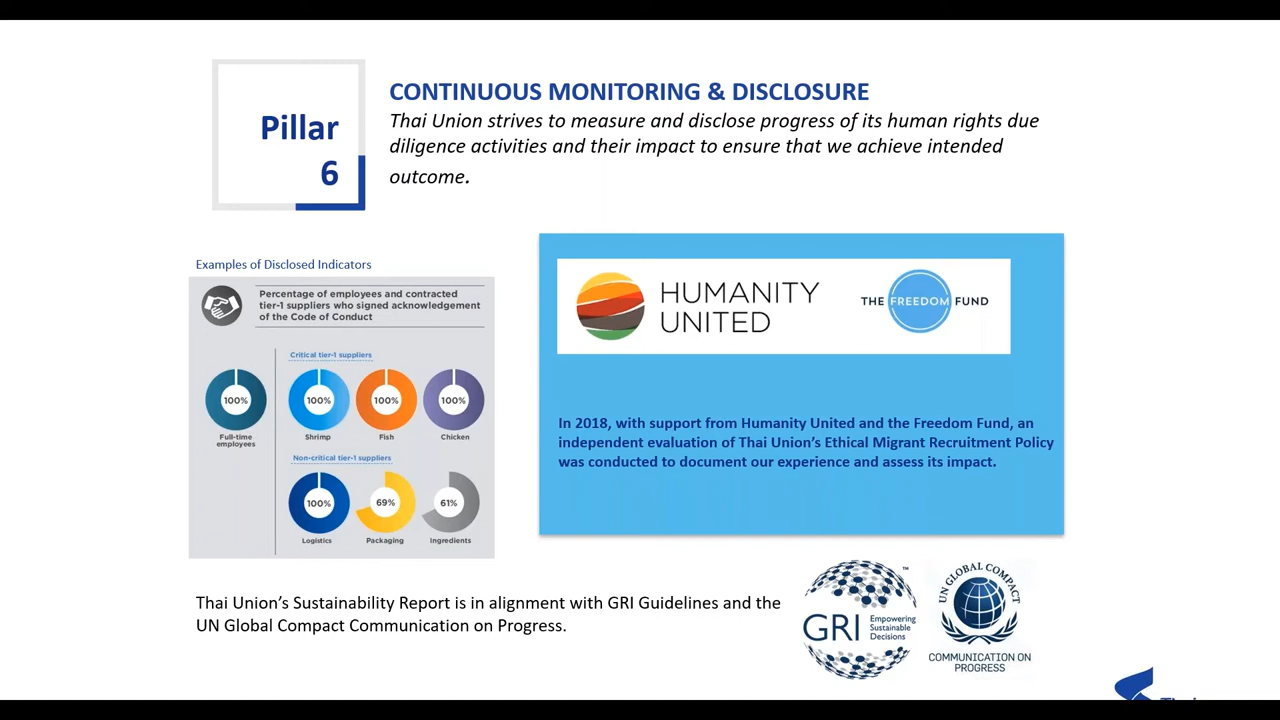 Pillar
6
CONTINUOUS MONITORING & DISCLOSURE
Thai Union strives to measure and disclose progress of its human rights due
diligence activities and their impact to ensure that we achieve intended
outcome.
Examples of Disclosed Indicators
Percentage of employees and contracted
tier-1 suppliers who signed acknowledgement
of the Code of Conduct
Critical tier-1 suppliers
100%
100%
100%
100%
Full-time
employees
Shrimp
Fish
Chicken
Non-critical tier-1 suppliers
100%
69%
61%
Logistics
Packaging
Ingredients
HUMANITY
UNITED
THE FREEDOM FUND
In 2018, with support from Humanity United and the Freedom Fund, an
independent evaluation of Thai Union's Ethical Migrant Recruitment Policy
was conducted to document our experience and assess its impact.
Thai Union's Sustainability Report is in alignment with GRI Guidelines and the
UN Global Compact Communication on Progress.
GRI
Empowering
Sustainable
Decisions
TM
UN GLOBAL COMPACT
COMMUNICATION ON
PROGRESS